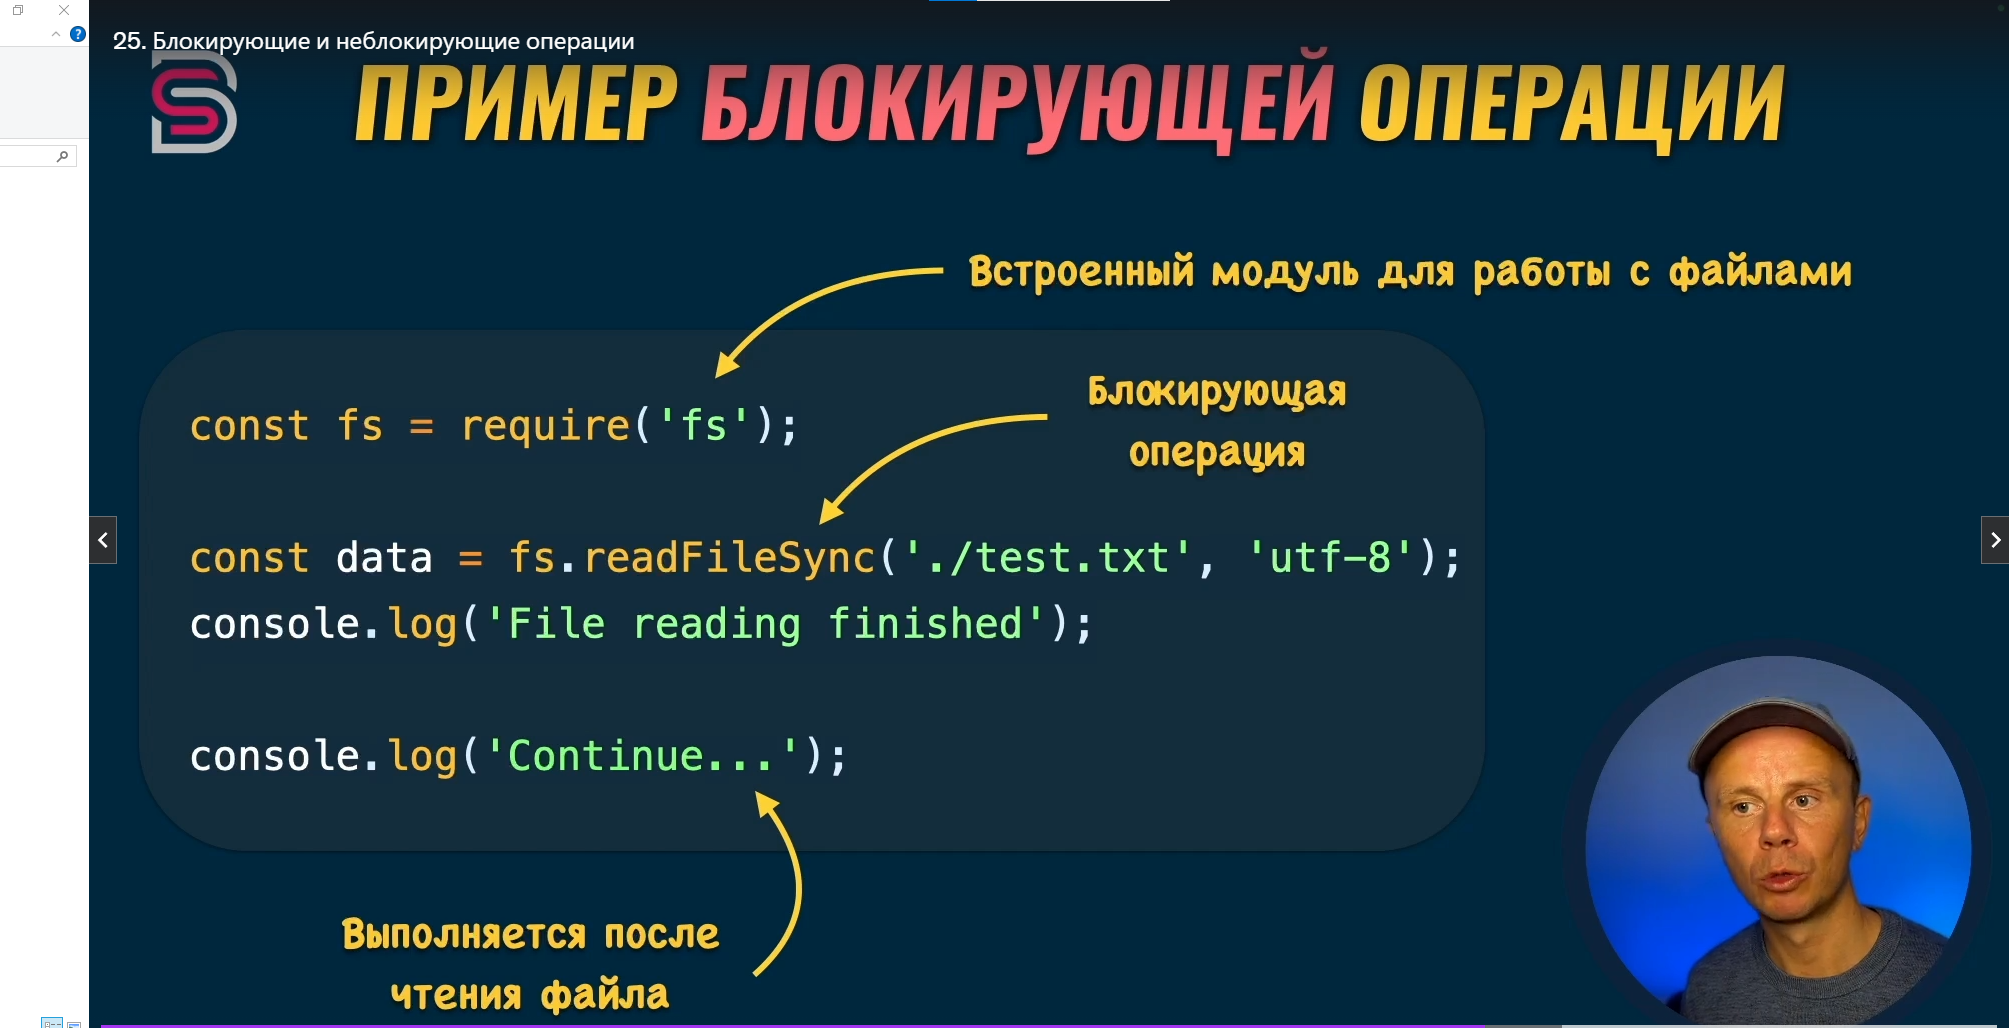 25. Блокирующие и неблокирующие операции
ПРИМЕР БЛОКИРУЮЩЕЙ ОПЕРАЦИИ
Встроенный модуль для работы с файлами
Блокирующая
операция
const fs = require('fs');
const data = fs.readFileSync('./test.txt', 'utf-8');
console.log('File reading finished');
console.log('Continue...');
Выполняется после
чтения файла